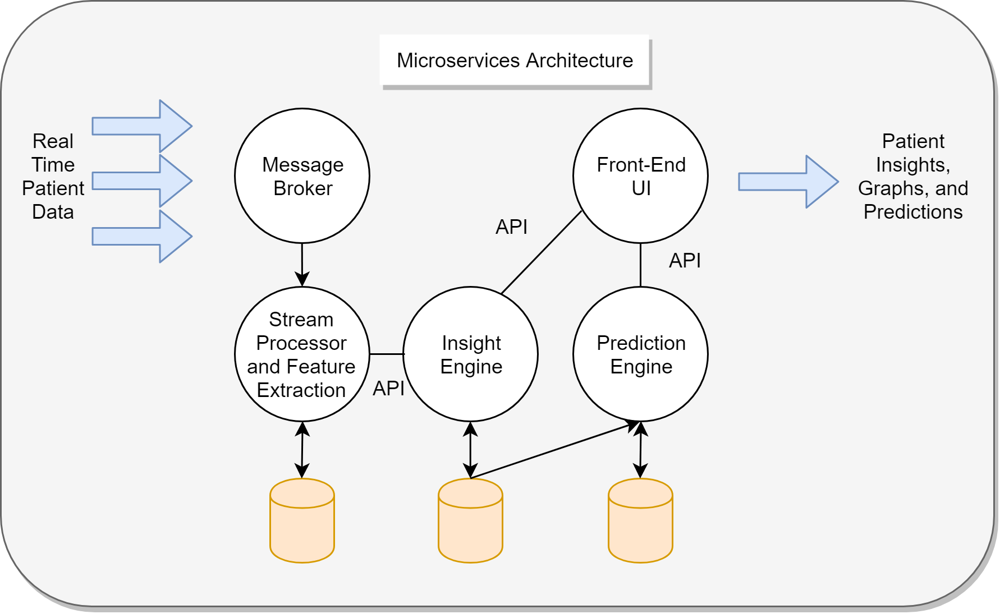 Microservices Architecture
Real
Time
Patient
Data
Message
Broker
Front-End
UI
Patient
Insights,
Graphs, and
Predictions
API
API
Stream
Processor
and Feature
Extraction
API
Insight
Engine
Prediction
Engine